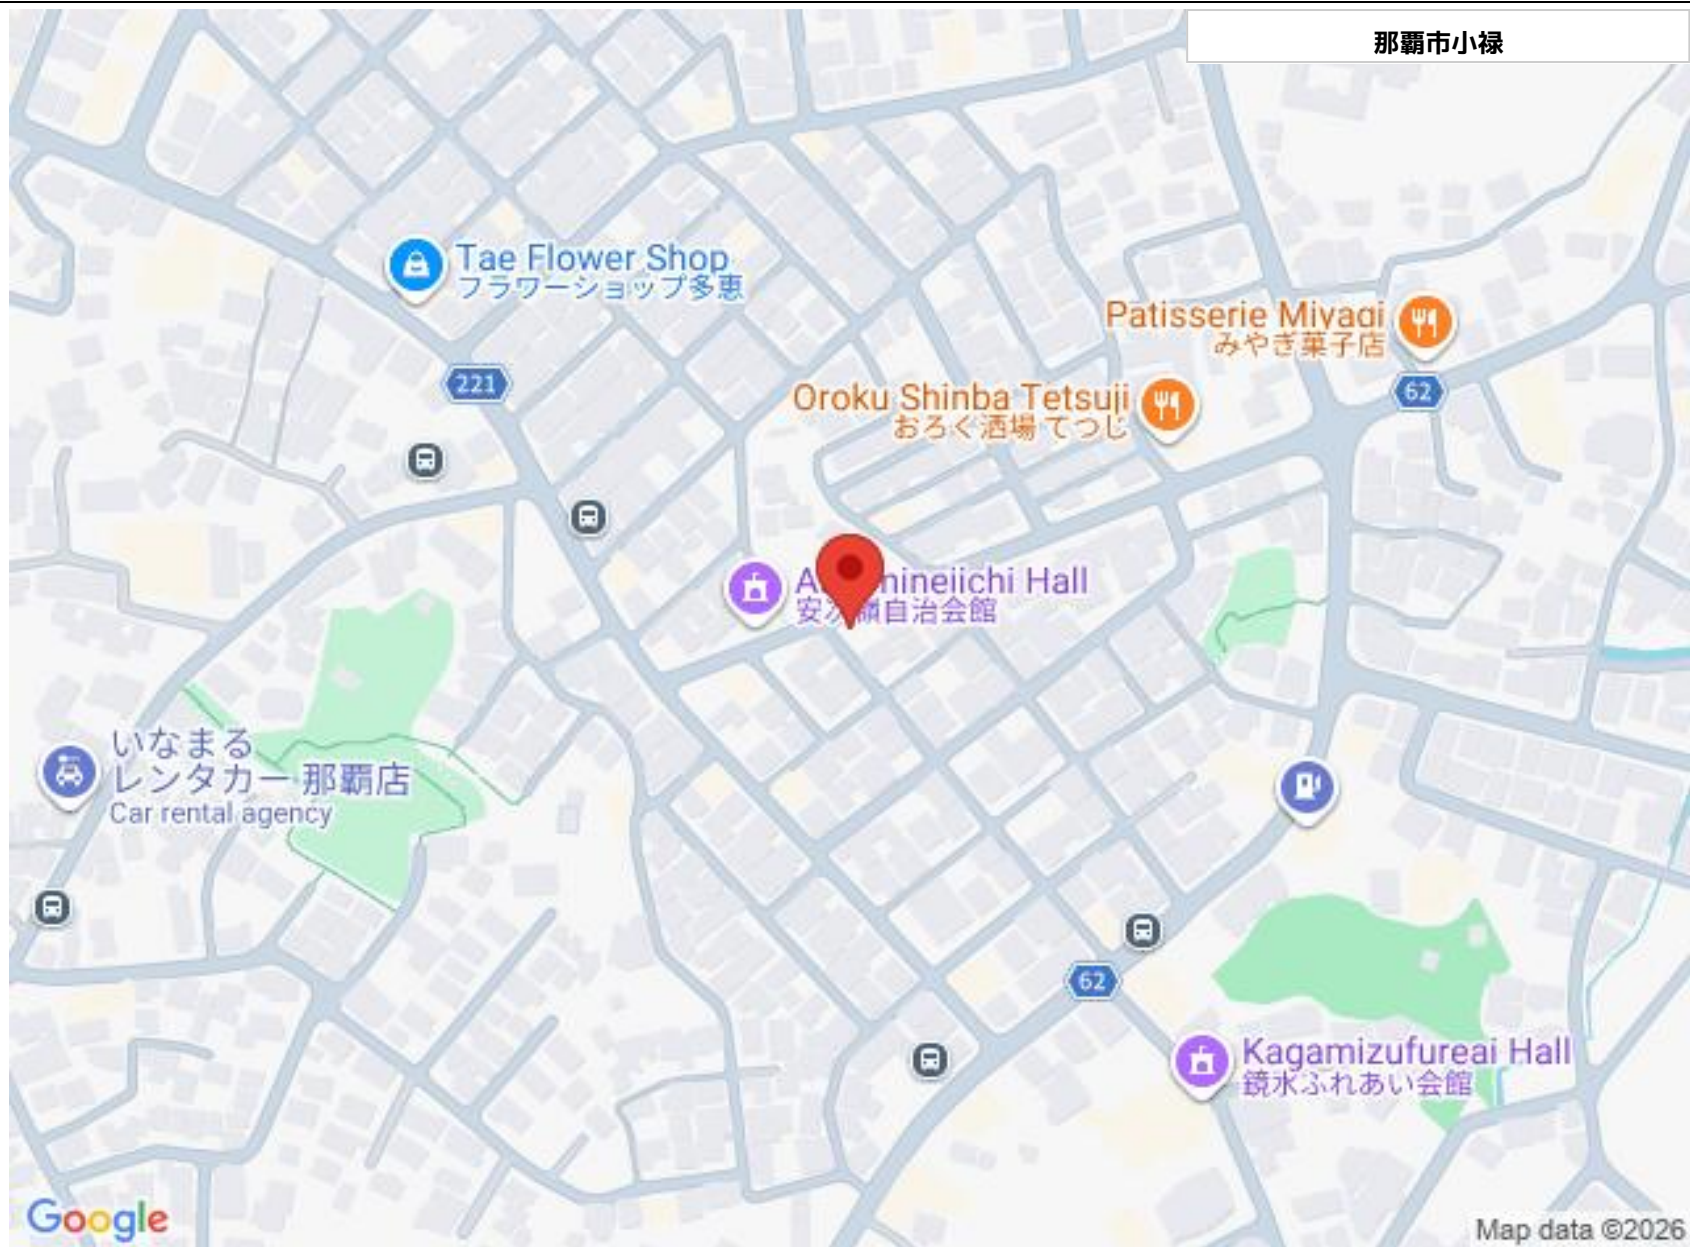 那覇市小禄
Tae Flower Shop
フラワーショップ多恵
Patisserie Miyagi
みやぎ菓子店
221
62
Oroku Shinba Tetsuji
おろく酒場 てつじ
mineiichi Hall
自治会館
いなまる
レンタカー 那覇店
Car rental agency
62
Kagamizufureai Hall
鏡水ふれあい会館
Google
Map data ©2026